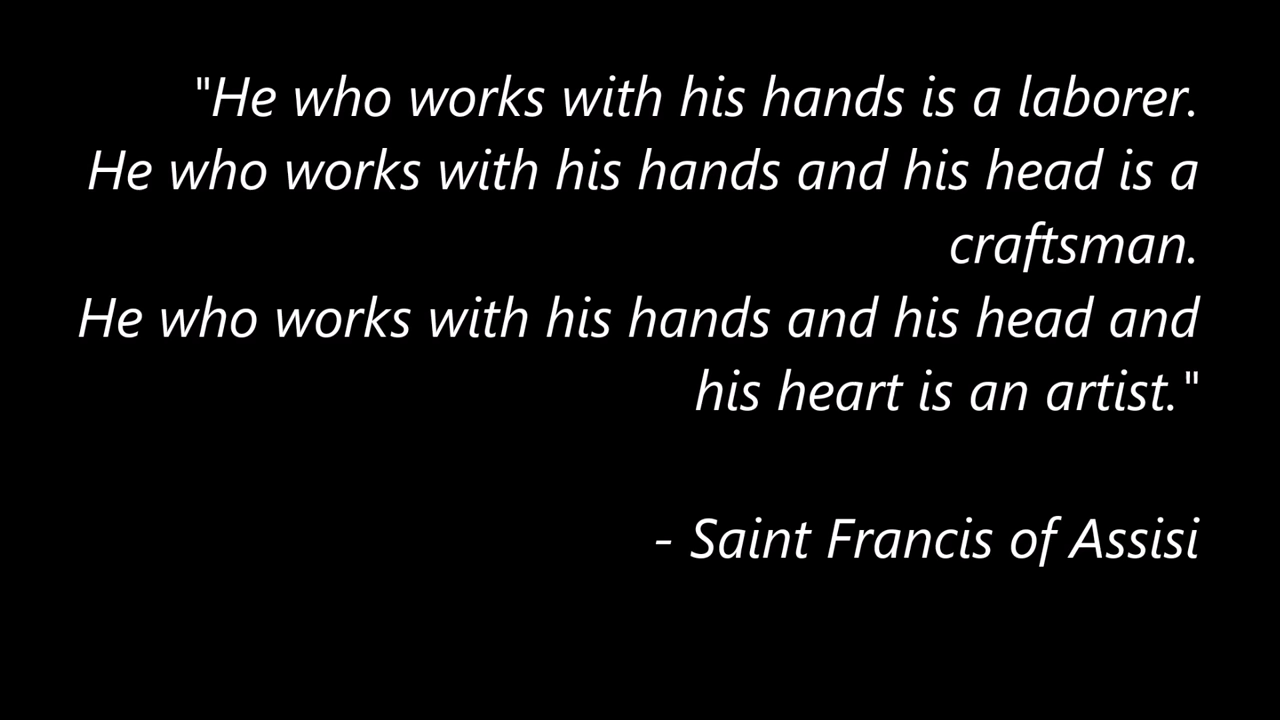 "He who works with his hands is a laborer.
He who works with his hands and his head is a
craftsman.
He who works with his hands and his head and
his heart is an artist."
- Saint Francis of Assisi